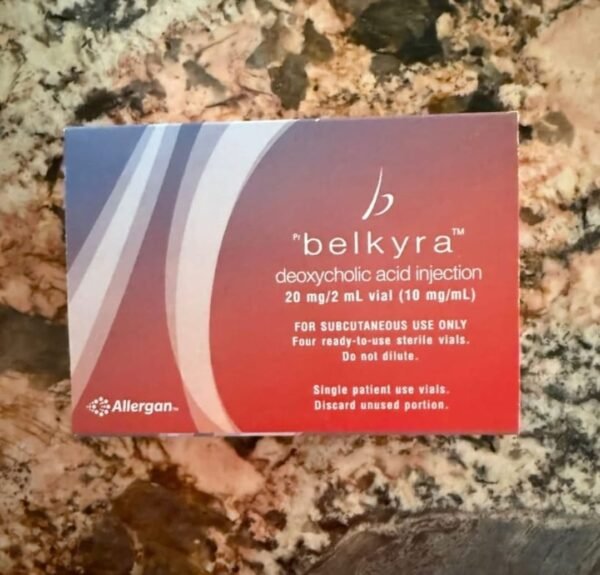 b
Pr belkyra™
deoxycholic acid injection
20 mg/2 mL vial (10 mg/mL)
FOR SUBCUTANEOUS USE ONLY
Four ready-to-use sterile vials.
Do not dilute.
Single patient use vials.
Discard unused portion.
Allergan™